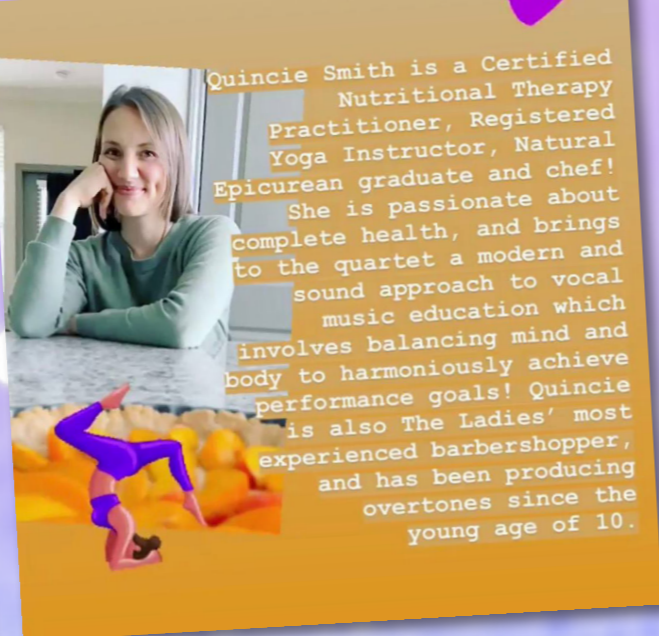 Quincie Smith is a Certified
Nutritional Therapy
Practitioner, Registered
Yoga Instructor, Natural
Epicurean graduate and chef!
She is passionate about
complete health, and brings
to the quartet a modern and
sound approach to vocal
music education which
involves balancing mind and
body to harmoniously achieve
performance goals! Quincie
is also The Ladies’ most
experienced barbershopper,
and has been producing
overtones since the
young age of 10.